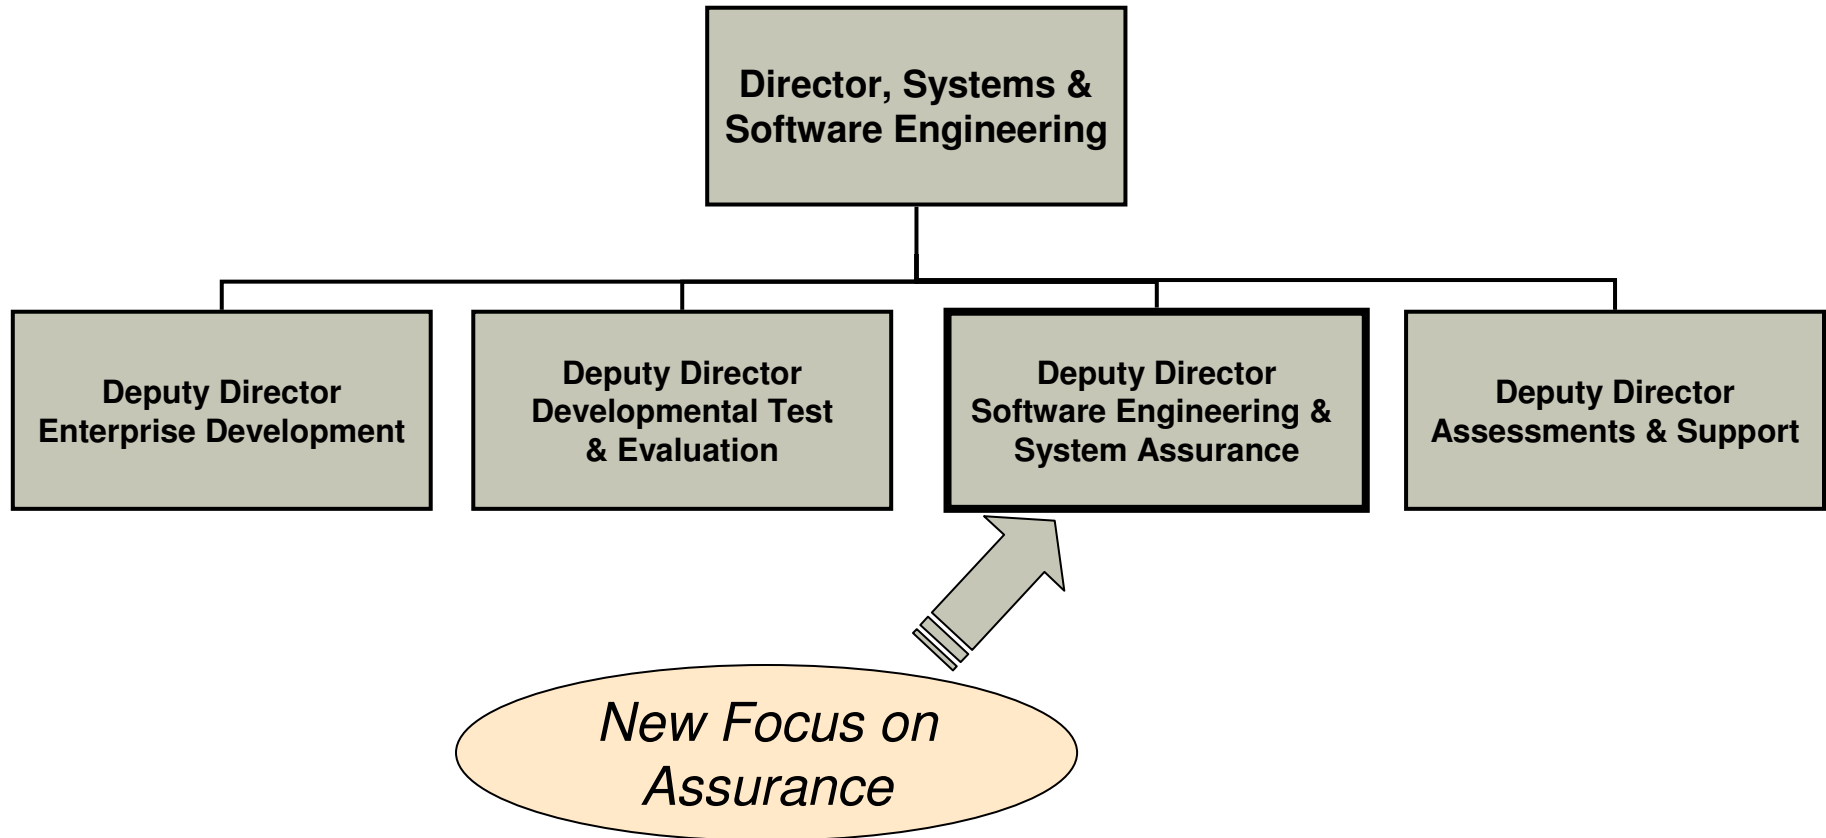 Director, Systems &
Software Engineering
Deputy Director
Enterprise Development
Deputy Director
Developmental Test
& Evaluation
Deputy Director
Software Engineering &
System Assurance
Deputy Director
Assessments & Support
New Focus on
Assurance